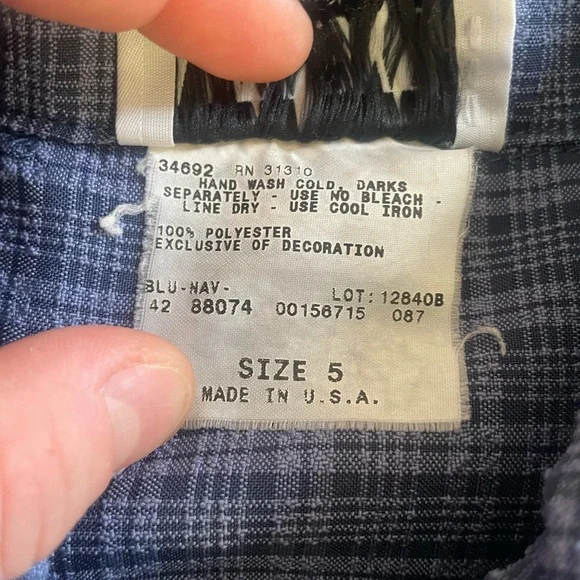 34692 RN 31310
HAND WASH COLD, DARKS
SEPARATELY - USE NO BLEACH -
LINE DRY - USE COOL IRON
100% POLYESTER
EXCLUSIVE OF DECORATION
BLU-NAV- LOT: 12840B
42 88074 00156715 087
SIZE 5
MADE IN U.S.A.